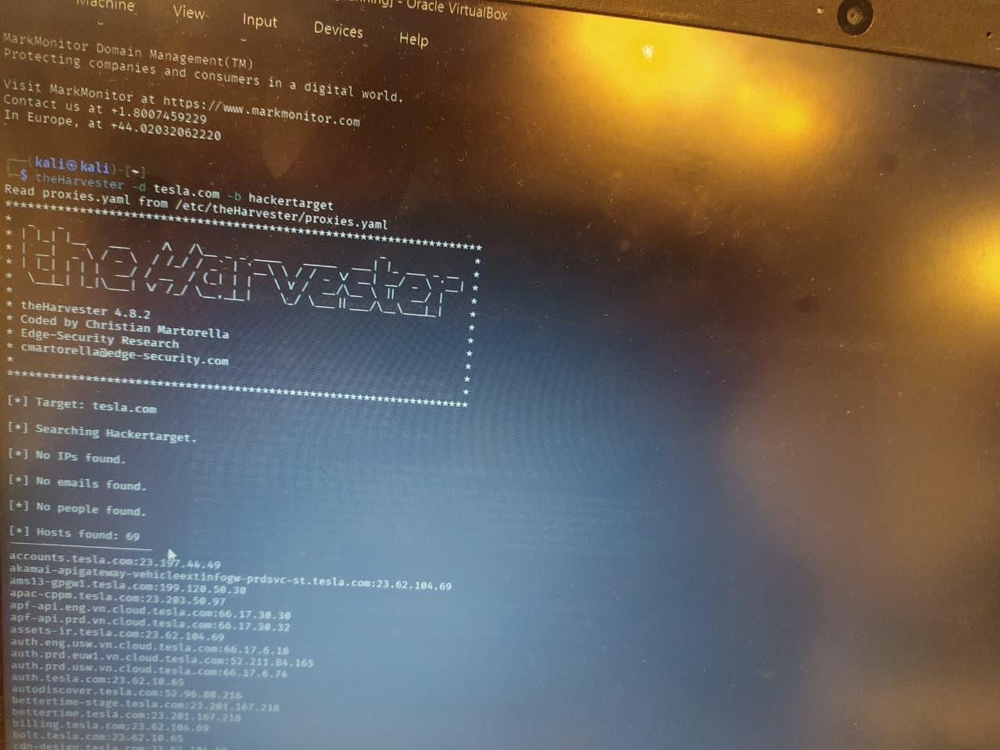 Machine View Input Devices Help
- Oracle VirtualBox
MarkMonitor Domain Management(TM)
Protecting companies and consumers in a digital world.
Visit MarkMonitor at https://www.markmonitor.com
Contact us at +1.8007459229
In Europe, at +44.02032062220
┌──(kali㉿kali)-[~]
└─$ theHarvester -d tesla.com -b hackertarget
Read proxies.yaml from /etc/theHarvester/proxies.yaml
*******************************************************************
theHarvester
* theHarvester 4.8.2
* Coded by Christian Martorella
* Edge-Security Research
* cmartorella@edge-security.com
*
*******************************************************************
[*] Target: tesla.com
[*] Searching Hackertarget.
[*] No IPs found.
[*] No emails found.
[*] No people found.
[*] Hosts found: 69
accounts.tesla.com:23.197.44.49
akamai-apigateway-vehicleextinfogw-prdsvc-st.tesla.com:23.62.104.69
ams13-gpgw1.tesla.com:199.120.50.30
apac-cppm.tesla.com:23.203.50.97
apf-api.eng.vn.cloud.tesla.com:66.17.30.30
apf-api.prd.vn.cloud.tesla.com:66.17.30.32
assets-ir.tesla.com:23.62.104.69
auth.eng.usw.vn.cloud.tesla.com:66.17.6.18
auth.prd.euw1.vn.cloud.tesla.com:52.211.84.165
auth.prd.usw.vn.cloud.tesla.com:66.17.6.74
auth.tesla.com:23.62.10.65
autodiscover.tesla.com:52.96.88.216
bettertime-stage.tesla.com:23.201.167.218
bettertime.tesla.com:23.201.167.218
billing.tesla.com:23.62.104.69
bolt.tesla.com:23.62.10.65
cdn-design.tesla.com:23.62.104.69